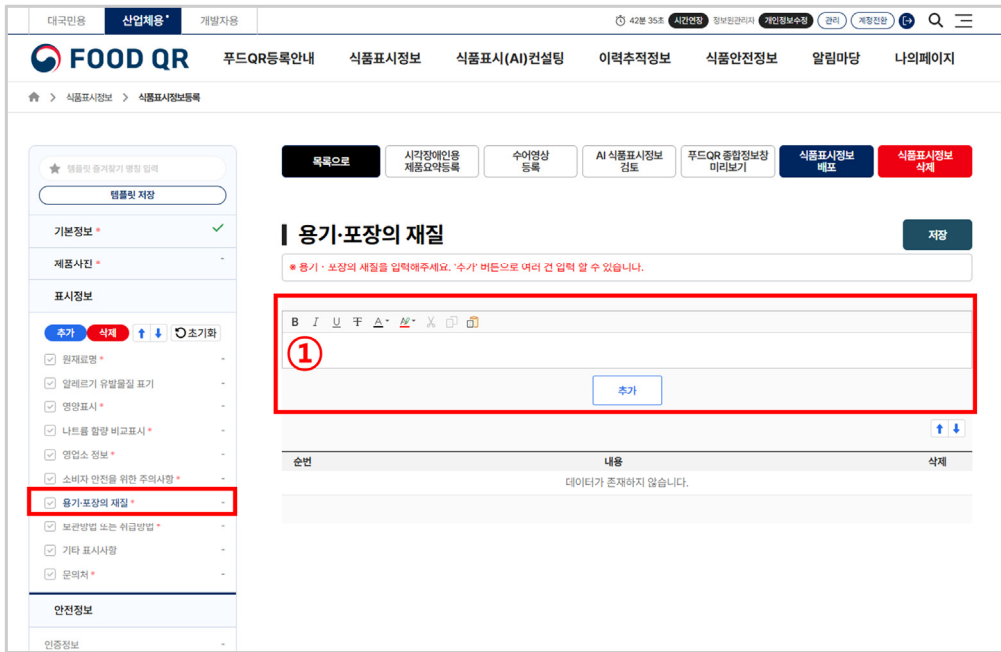 대국민용 산업체용 개발자용 42분 35초 시간연장 정보원관리자 개인정보수정 관리 계정전환
FOOD QR 푸드QR등록안내 식품표시정보 식품표시(AI)컨설팅 이력추적정보 식품안전정보 알림마당 나의페이지
식품표시정보 > 식품표시정보등록
템플릿 즐겨찾기 명칭 입력
템플릿 저장
기본정보 *
제품사진 * -
표시정보
추가 삭제 초기화
원재료명 * -
알레르기 유발물질 표기 -
영양표시 * -
나트륨 함량 비교표시 * -
영업소 정보 * -
소비자 안전을 위한 주의사항 * -
용기·포장의 재질 * -
보관방법 또는 취급방법 * -
기타 표시사항 -
문의처 * -
안전정보
인증정보 -
목록으로
시각장애인용
제품요약등록
수어영상
등록
AI 식품표시정보
검토
푸드QR 종합정보창
미리보기
식품표시정보
배포
식품표시정보
삭제
용기·포장의 재질
저장
※ 용기 · 포장의 재질을 입력해주세요. '추가' 버튼으로 여러 건 입력 할 수 있습니다.
B I U T A
①
추가
순번 내용 삭제
데이터가 존재하지 않습니다.